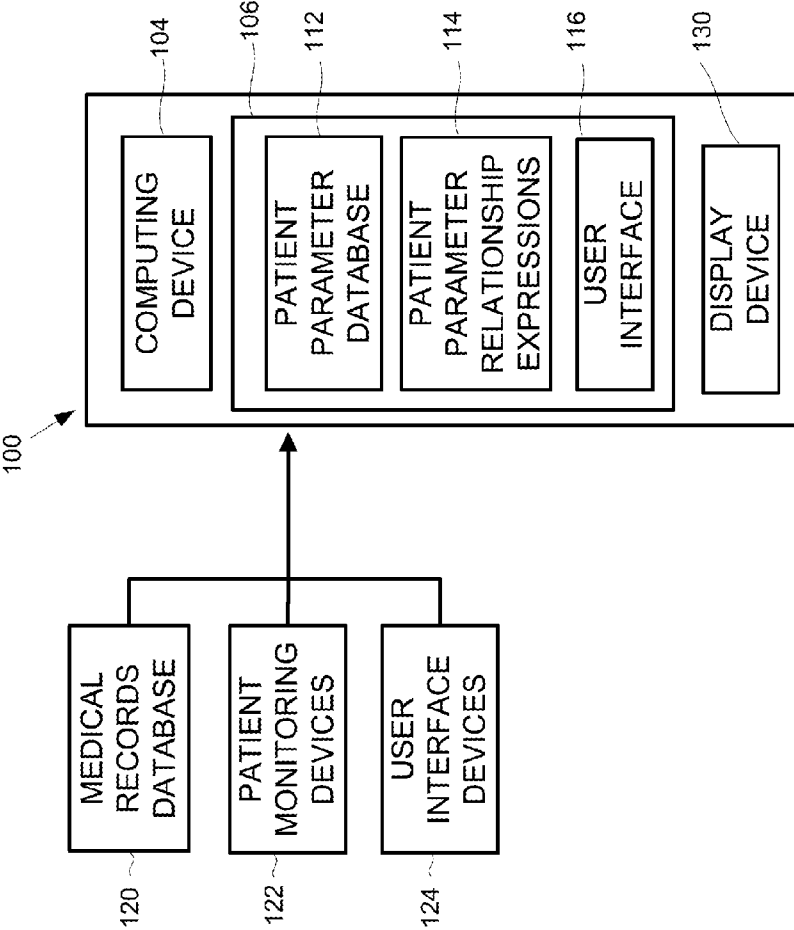 100
COMPUTING
DEVICE
104
106
PATIENT
PARAMETER
DATABASE
112
PATIENT
PARAMETER
RELATIONSHIP
EXPRESSIONS
114
USER
INTERFACE
116
DISPLAY
DEVICE
130
MEDICAL
RECORDS
DATABASE
120
PATIENT
MONITORING
DEVICES
122
USER
INTERFACE
DEVICES
124